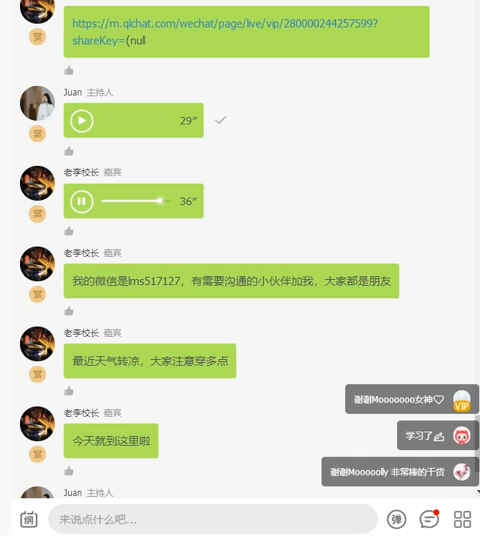 https://m.qlchat.com/wechat/page/live/vip/280000244257599?
shareKey=(null
赏
Juan 主持人
29"
赏
老李校长 嘉宾
36"
赏
老李校长 嘉宾
我的微信是lms517127，有需要沟通的小伙伴加我，大家都是朋友
赏
老李校长 嘉宾
最近天气转凉，大家注意穿多点
赏
谢谢Mooooooo女神♡
VIP
老李校长 嘉宾
学习了
今天就到这里啦
赏
谢谢Mooooolly 非常棒的干货
Juan 主持人
纲
来说点什么吧...
弹